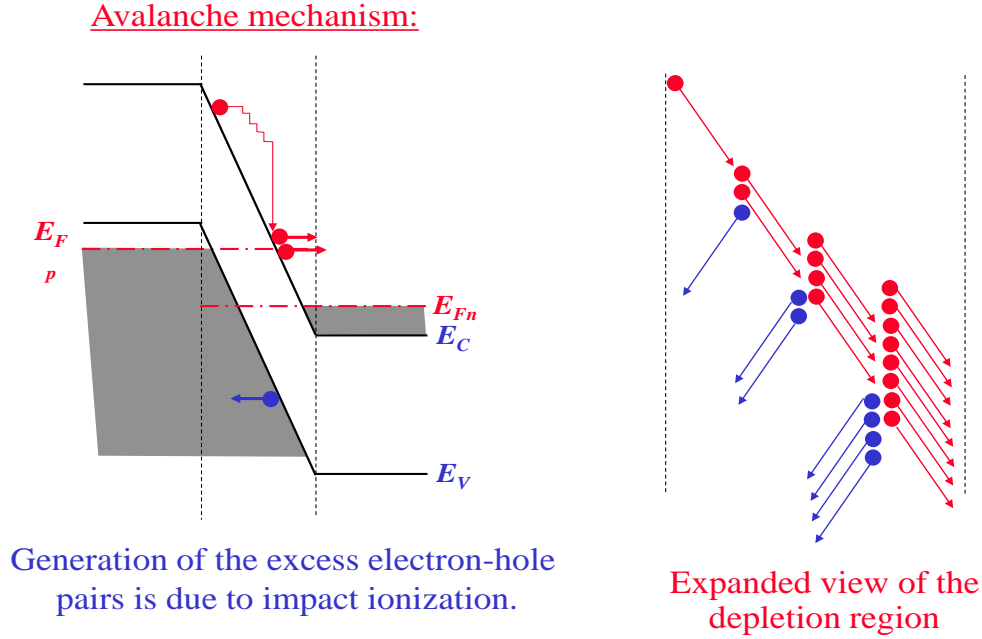 Avalanche mechanism:
E_F
p
E_Fn
E_C
E_V
Generation of the excess electron-hole
pairs is due to impact ionization.
Expanded view of the
depletion region